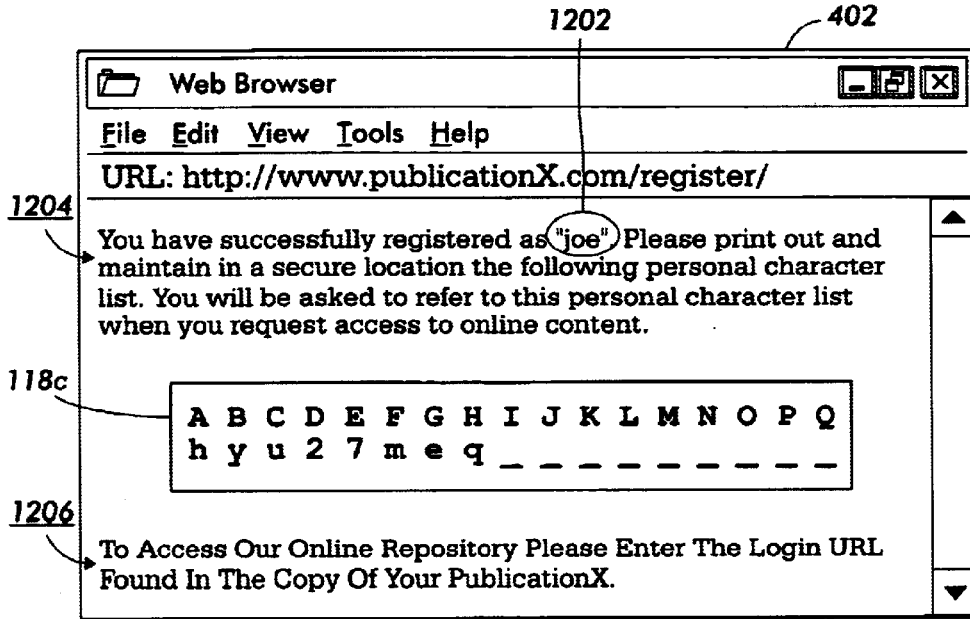 1202 402
Web Browser
File Edit View Tools Help
URL: http://www.publicationX.com/register/
1204
You have successfully registered as "joe". Please print out and
maintain in a secure location the following personal character
list. You will be asked to refer to this personal character list
when you request access to online content.
118c
A B C D E F G H I J K L M N O P Q
h y u 2 7 m e q _ _ _ _ _ _ _ _ _
1206
To Access Our Online Repository Please Enter The Login URL
Found In The Copy Of Your PublicationX.